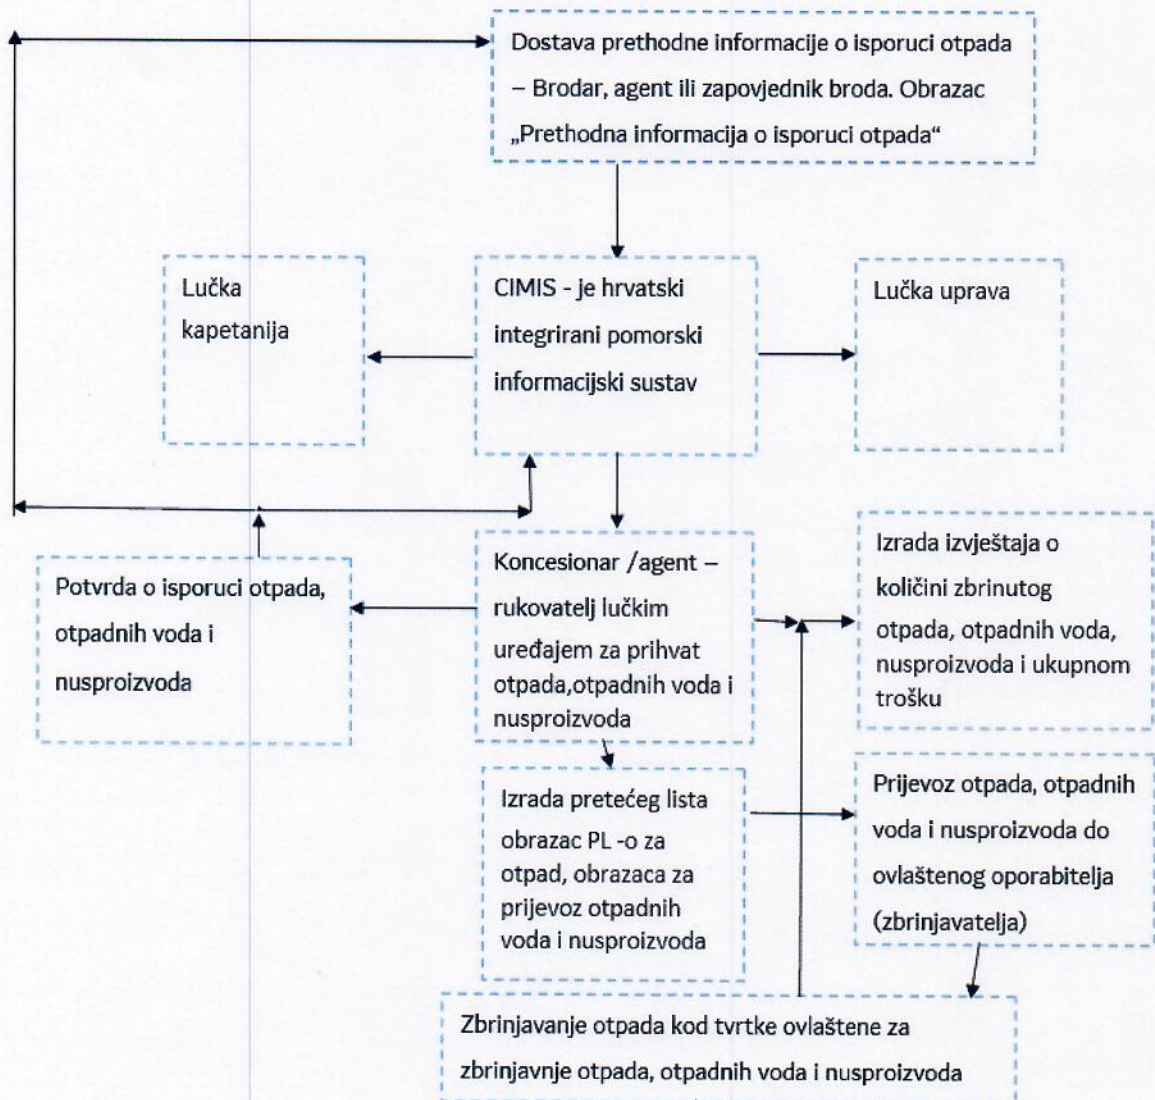 Dostava prethodne informacije o isporuci otpada
– Brodar, agent ili zapovjednik broda. Obrazac
„Prethodna informacija o isporuci otpada“
Lučka
kapetanija
CIMIS - je hrvatski
integrirani pomorski
informacijski sustav
Lučka uprava
Potvrda o isporuci otpada,
otpadnih voda i
nusproizvoda
Koncesionar /agent –
rukovatelj lučkim
uređajem za prihvat
otpada,otpadnih voda i
nusproizvoda
Izrada izvještaja o
količini zbrinutog
otpada, otpadnih voda,
nusproizvoda i ukupnom
trošku
Izrada pretećeg lista
obrazac PL -o za
otpad, obrazaca za
prijevoz otpadnih
voda i nusproizvoda
Prijevoz otpada, otpadnih
voda i nusproizvoda do
ovlaštenog oporabitelja
(zbrinjavatelja)
Zbrinjavanje otpada kod tvrtke ovlaštene za
zbrinjavnje otpada, otpadnih voda i nusproizvoda